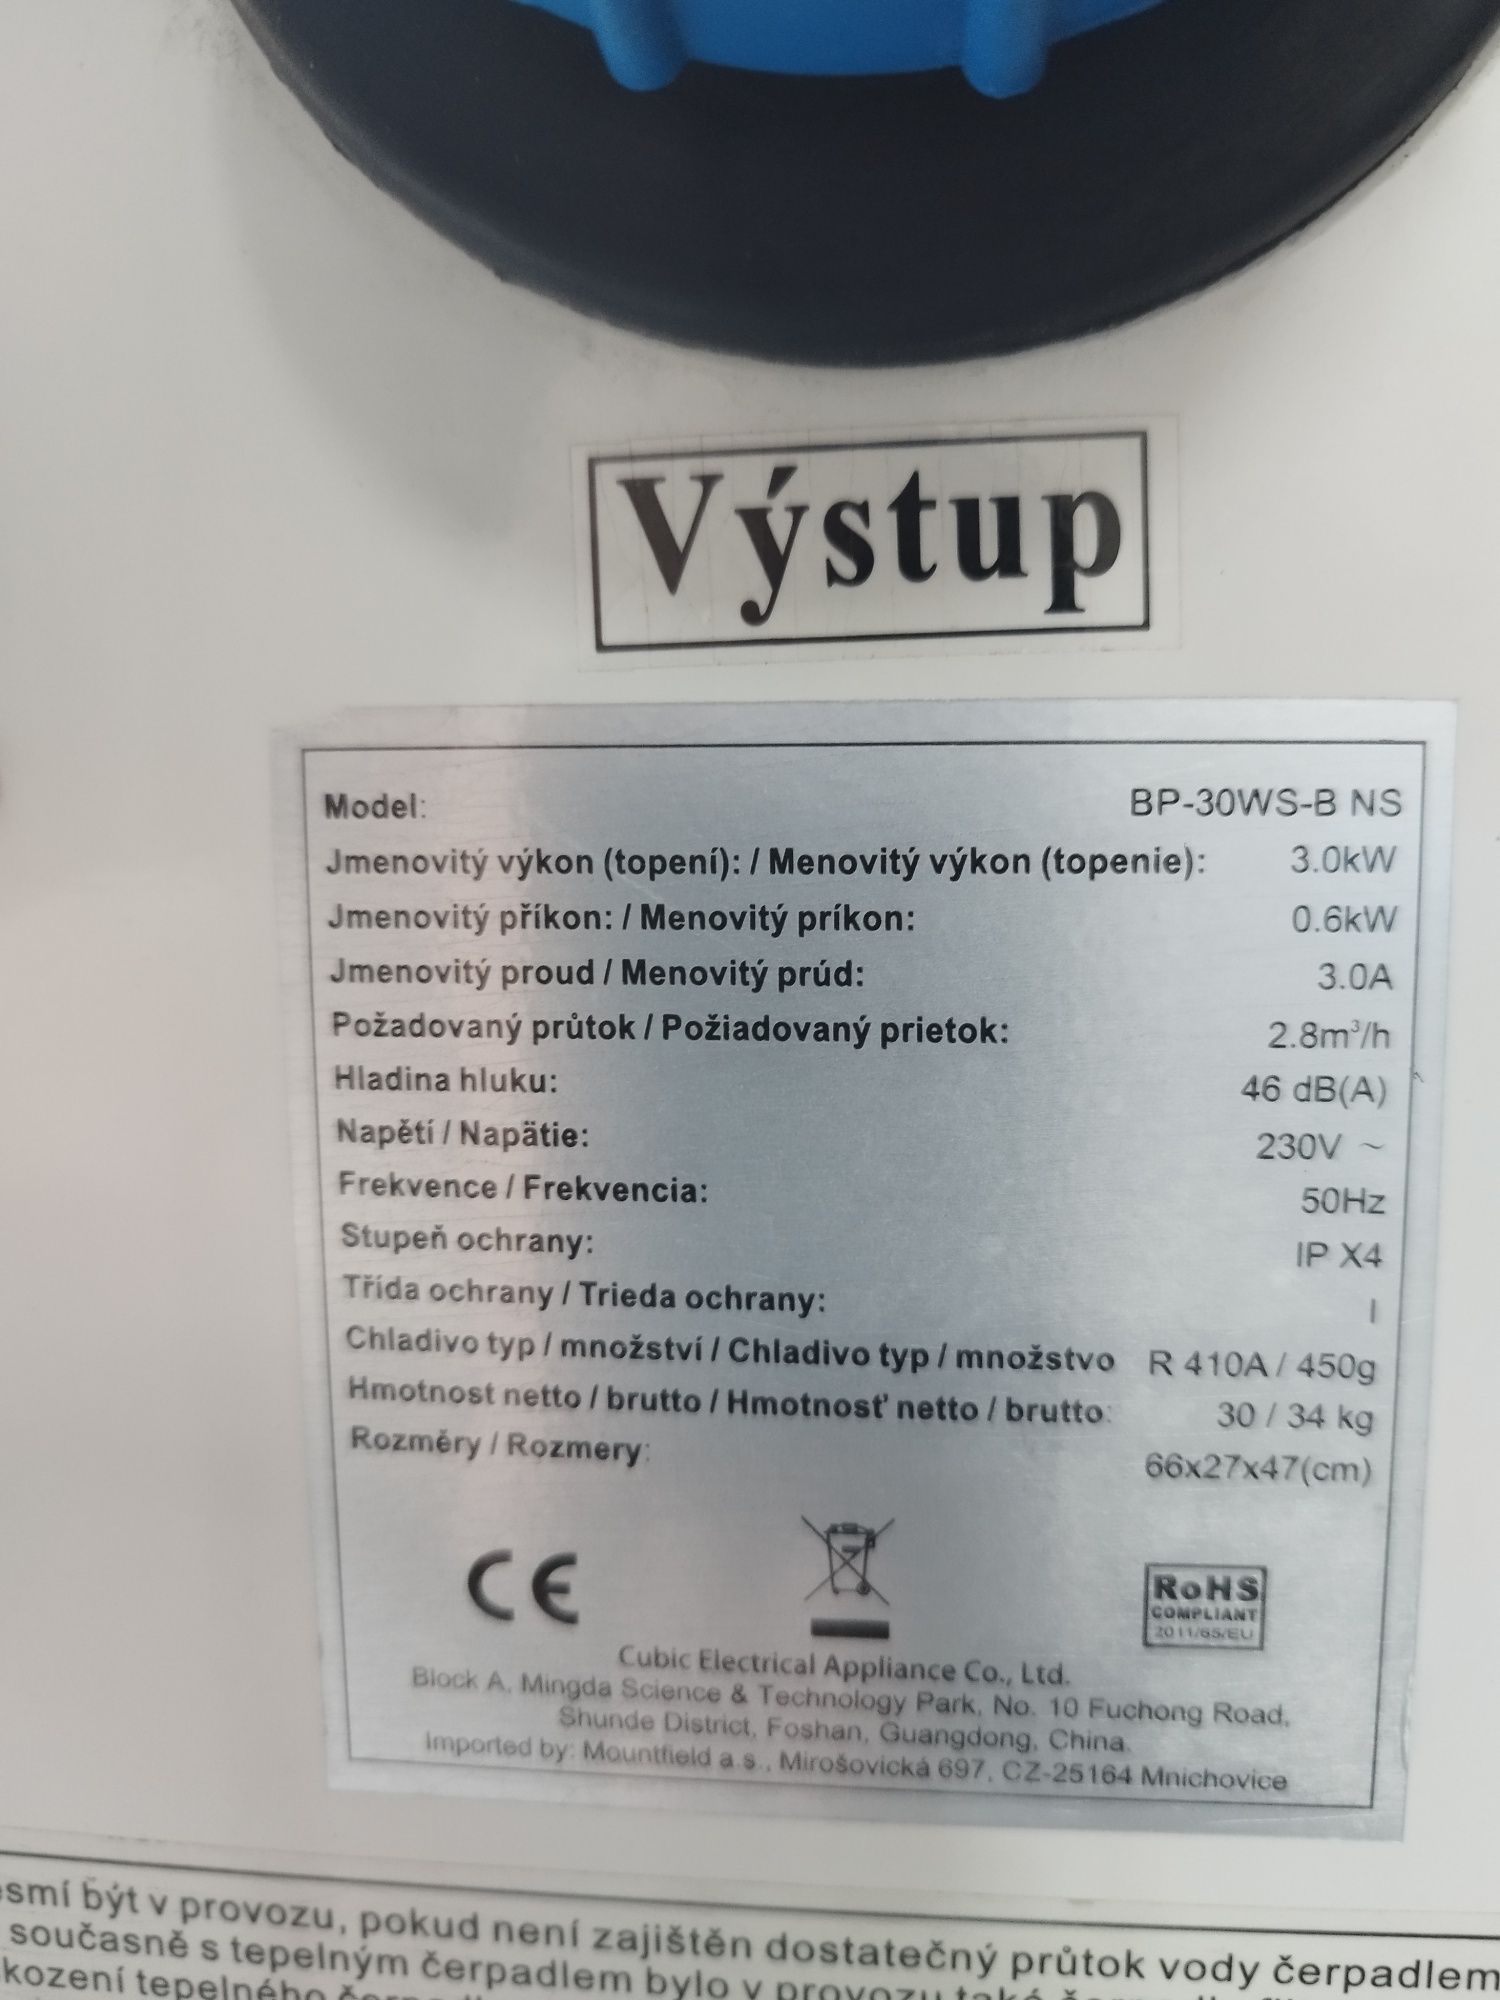 Výstup
Model: BP-30WS-B NS
Jmenovitý výkon (topení): / Menovitý výkon (topenie): 3.0kW
Jmenovitý příkon: / Menovitý príkon: 0.6kW
Jmenovitý proud / Menovitý prúd: 3.0A
Požadovaný průtok / Požiadovaný prietok: 2.8m³/h
Hladina hluku: 46 dB(A)
Napětí / Napätie: 230V ~
Frekvence / Frekvencia: 50Hz
Stupeň ochrany: IP X4
Třída ochrany / Trieda ochrany: I
Chladivo typ / množství / Chladivo typ / množstvo R 410A / 450g
Hmotnost netto / brutto / Hmotnosť netto / brutto: 30 / 34 kg
Rozměry / Rozmery: 66x27x47(cm)
CE
RoHS
COMPLIANT
2011/65/EU
Cubic Electrical Appliance Co., Ltd.
Block A, Mingda Science & Technology Park, No. 10 Fuchong Road,
Shunde District, Foshan, Guangdong, China.
Imported by: Mountfield a.s., Mirošovická 697, CZ-25164 Mnichovice
být v provozu, pokud není zajištěn dostatečný průtok vody čerpadlem
současně s tepelným čerpadlem bylo v provozu také
tepelného